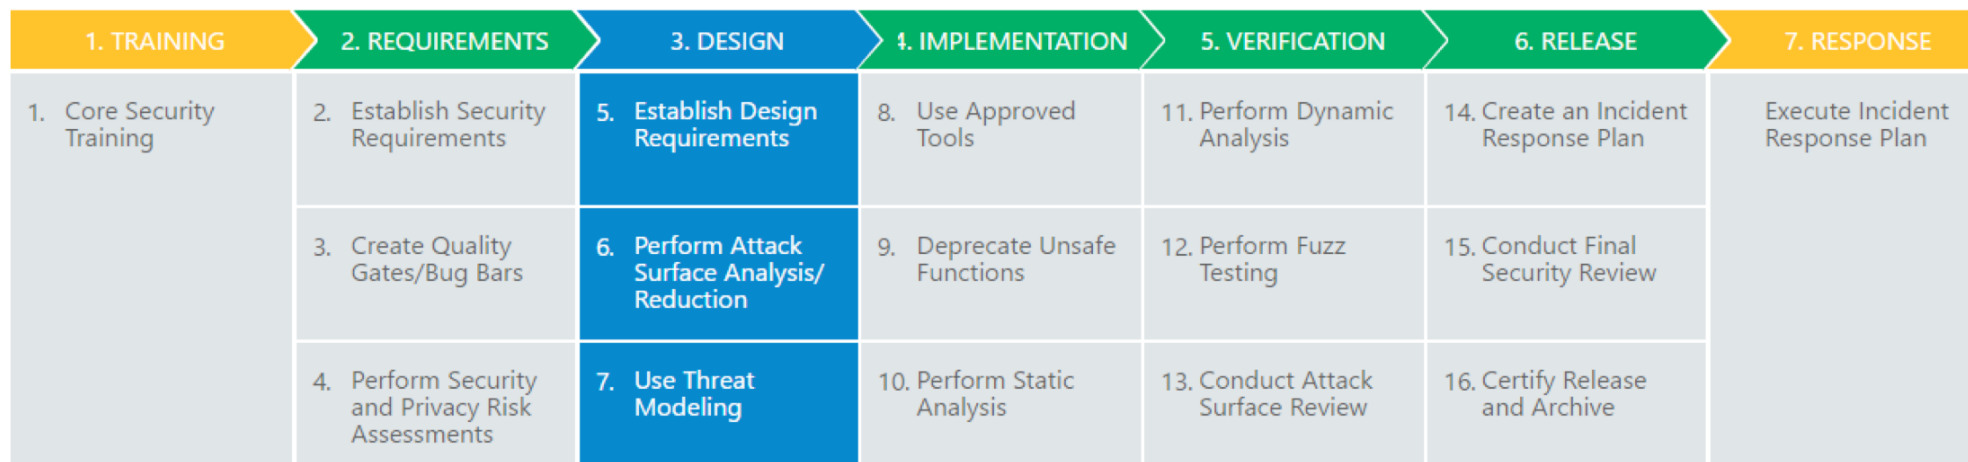 1. TRAINING
2. REQUIREMENTS
3. DESIGN
4. IMPLEMENTATION
5. VERIFICATION
6. RELEASE
7. RESPONSE
1. Core Security
Training
2. Establish Security
Requirements
3. Create Quality
Gates/Bug Bars
4. Perform Security
and Privacy Risk
Assessments
5. Establish Design
Requirements
6. Perform Attack
Surface Analysis/
Reduction
7. Use Threat
Modeling
8. Use Approved
Tools
9. Deprecate Unsafe
Functions
10. Perform Static
Analysis
11. Perform Dynamic
Analysis
12. Perform Fuzz
Testing
13. Conduct Attack
Surface Review
14. Create an Incident
Response Plan
15. Conduct Final
Security Review
16. Certify Release
and Archive
Execute Incident
Response Plan